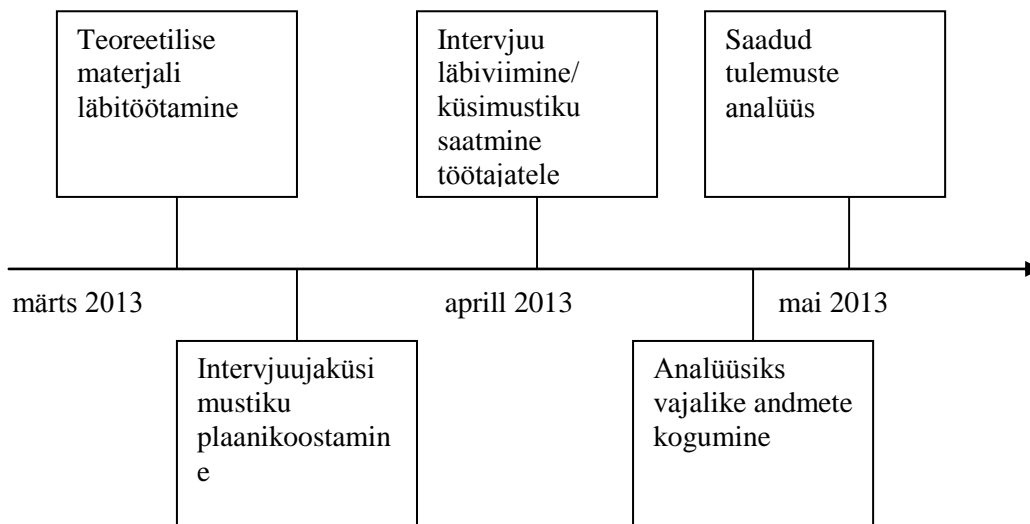 Teoreetilise
materjali
läbitöötamine
Intervjuu
läbiviimine/
küsimustiku
saatmine
töötajatele
Saadud
tulemuste
analüüs
märts 2013
aprill 2013
mai 2013
Intervjuujaküsi
mustiku
plaanikoostamin
e
Analüüsiks
vajalike andmete
kogumine